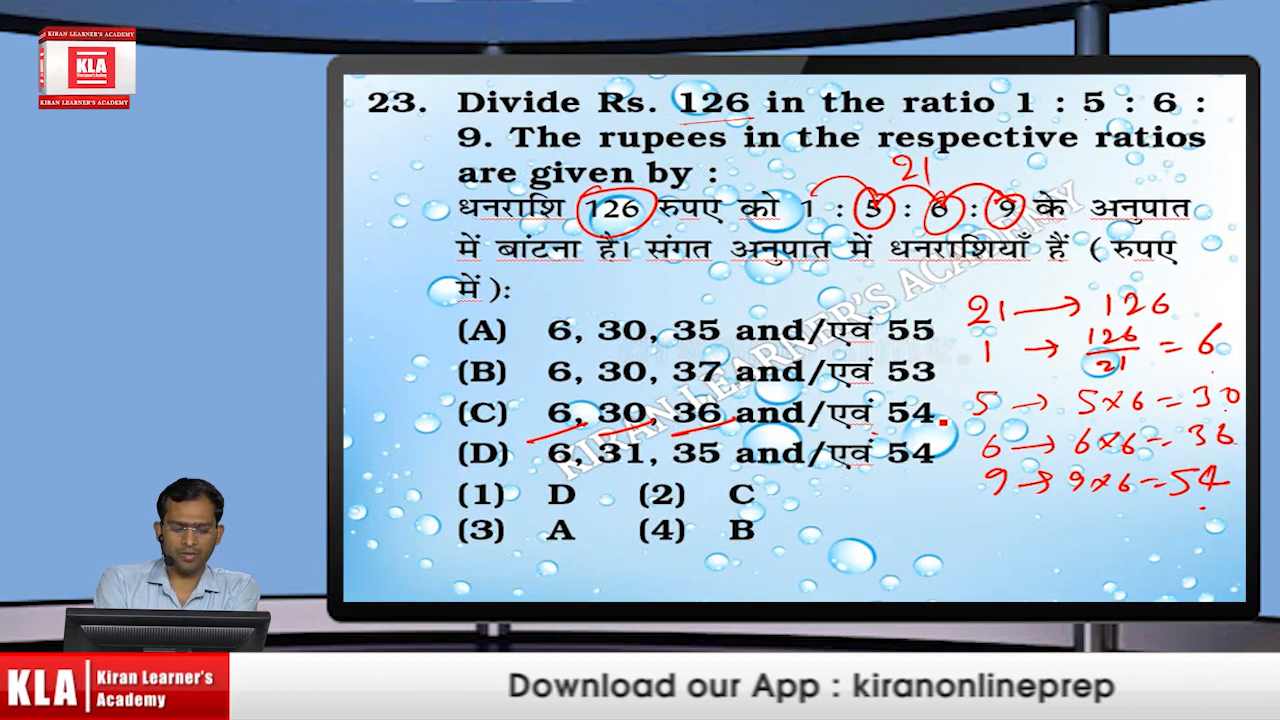 KIRAN LEARNER'S ACADEMY
KLA
Kiran Learner's Academy
KIRAN LEARNER'S ACADEMY
23. Divide Rs. 126 in the ratio 1 : 5 : 6 :
9. The rupees in the respective ratios
are given by :
21
धनराशि 126 रुपए को 1 : 5 : 6 : 9 के अनुपात
में बांटना है। संगत अनुपात में धनराशियाँ हैं ( रुपए
में ):
(A) 6, 30, 35 and/एवं 55
(B) 6, 30, 37 and/एवं 53
(C) 6, 30, 36 and/एवं 54
(D) 6, 31, 35 and/एवं 54
(1) D (2) C
(3) A (4) B
21 → 126
1 → 126/21 = 6
5 → 5×6 = 30
6 → 6×6 = 36
9 → 9×6 = 54
KIRAN LEARNER'S ACADEMY
KLA Kiran Learner's
Academy
Download our App : kiranonlineprep